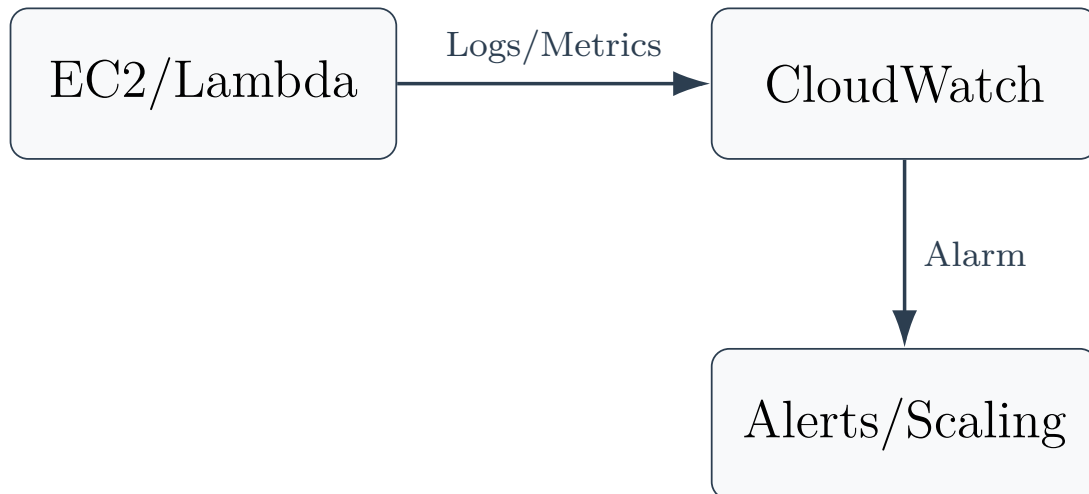 EC2/Lambda
Logs/Metrics
CloudWatch
Alarm
Alerts/Scaling